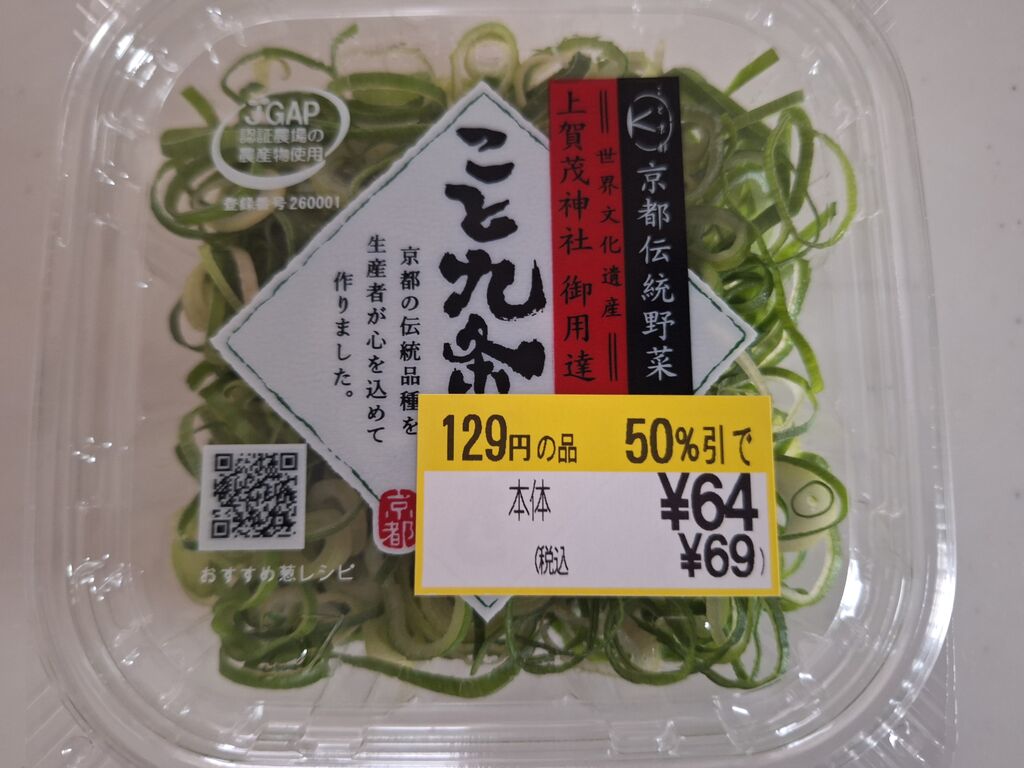 JGAP
認証農場の
農産物使用
登録番号260001
京都伝統野菜
世界文化遺産
上賀茂神社 御用達
こと九条
京都の伝統品種を
生産者が心を込めて
作りました。
京都
おすすめ葱レシピ
129円の品 50%引で
本体 ¥64
(税込 ¥69)